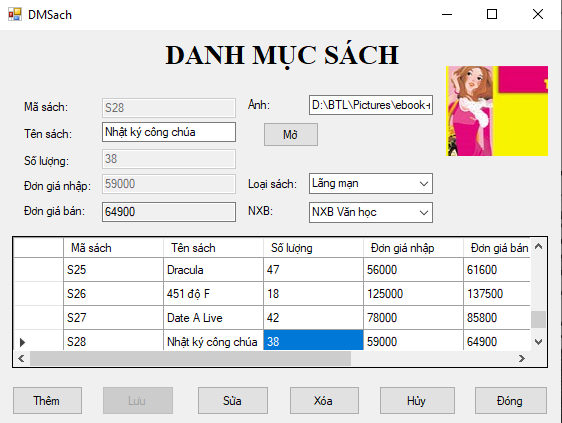 DMSach
DANH MỤC SÁCH
Mã sách: S28
Tên sách: Nhật ký công chúa
Số lượng: 38
Đơn giá nhập: 59000
Đơn giá bán: 64900
Ảnh: D:\BTL\Pictures\ebook-
Mở
Loại sách: Lãng mạn
NXB: NXB Văn học
Mã sách Tên sách Số lượng Đơn giá nhập Đơn giá bán
S25 Dracula 47 56000 61600
S26 451 độ F 18 125000 137500
S27 Date A Live 42 78000 85800
S28 Nhật ký công chúa 38 59000 64900
Thêm Lưu Sửa Xóa Hủy Đóng